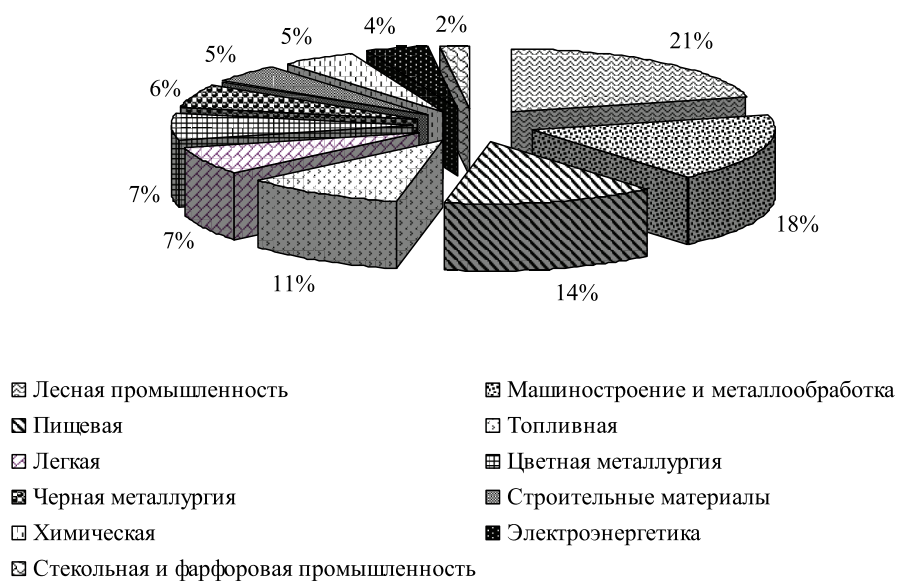 4%
2%
5%
5%
21%
6%
7%
18%
7%
11%
14%
Лесная промышленность
Машиностроение и металлообработка
Пищевая
Топливная
Легкая
Цветная металлургия
Черная металлургия
Строительные материалы
Химическая
Электроэнергетика
Стекольная и фарфоровая промышленность